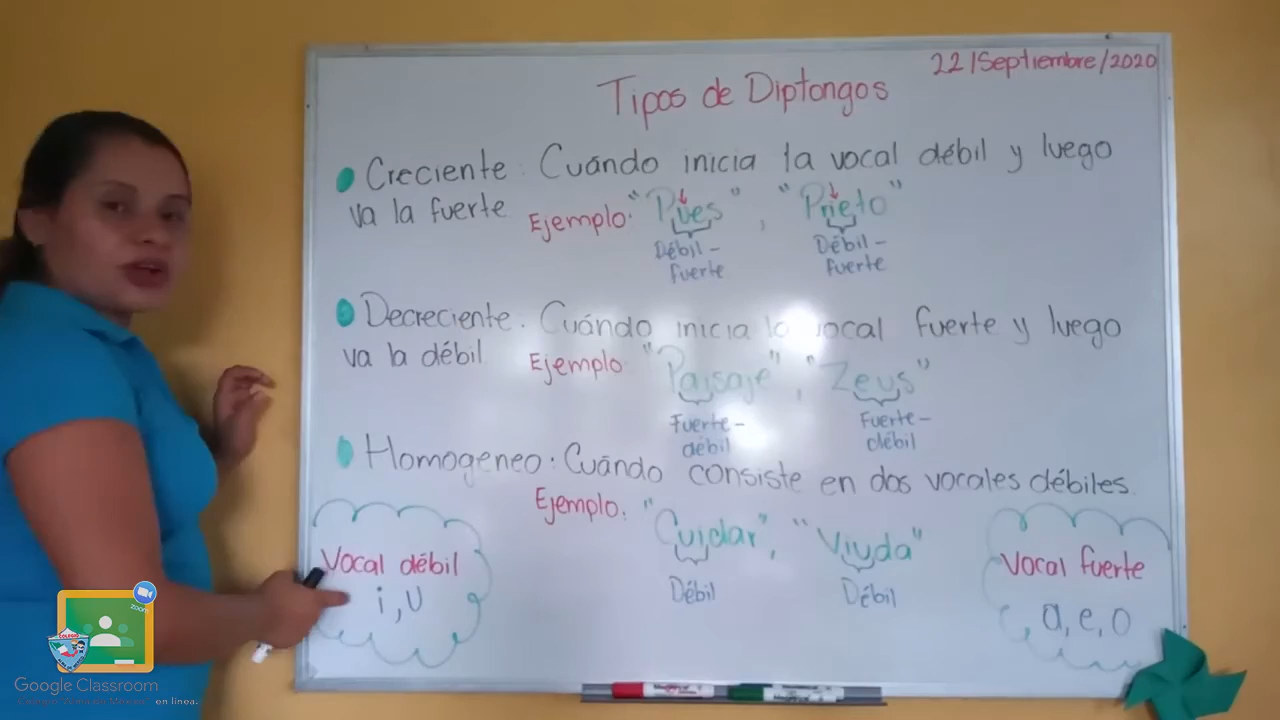 22/Septiembre/2020
Tipos de Diptongos
Creciente: Cuándo inicia la vocal débil y luego
va la fuerte. Ejemplo: "Pues", "Prieto"
Débil - Débil -
fuerte fuerte
Decreciente. Cuándo inicia la vocal fuerte y luego
va la débil. Ejemplo: "Paisaje", "Zeus"
Fuerte - Fuerte -
débil débil
Homogeneo: Cuándo consiste en dos vocales débiles.
Ejemplo: "Cuidar", "Viuda"
Débil Débil
Vocal débil
i, u
Vocal fuerte
a, e, o
zoom
COLEGIO
Google Classroom
en línea.